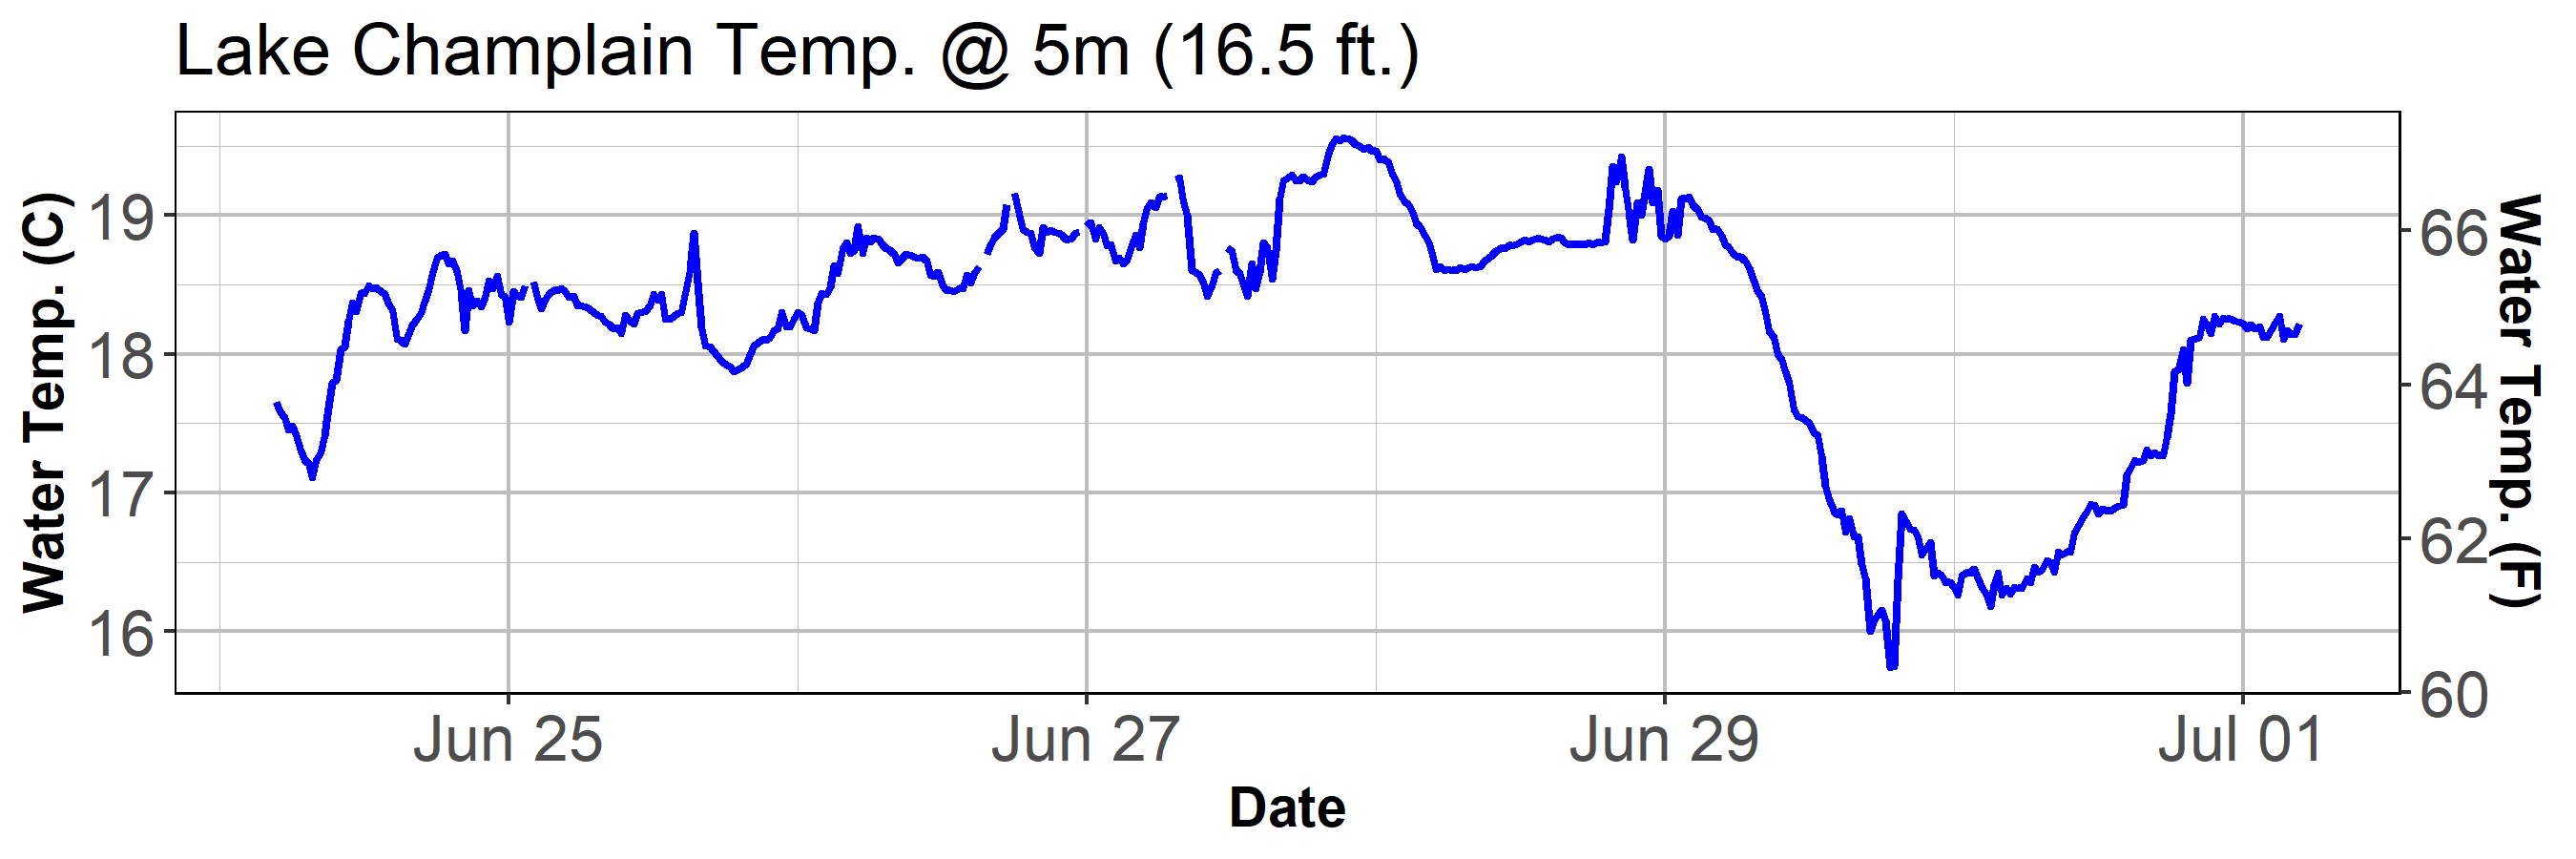 Lake Champlain Temp. @ 5m (16.5 ft.)
Water Temp. (C)
19
18
17
16
66
64
62
60
Water Temp. (F)
Jun 25
Jun 27
Jun 29
Jul 01
Date